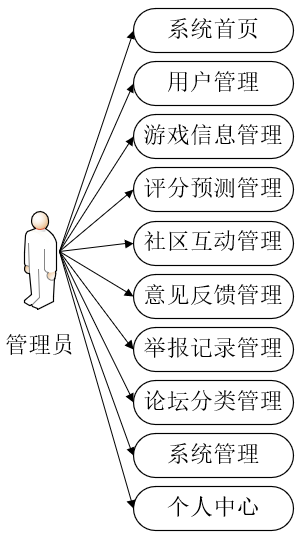 系统首页
用户管理
游戏信息管理
评分预测管理
社区互动管理
意见反馈管理
管理员
举报记录管理
论坛分类管理
系统管理
个人中心